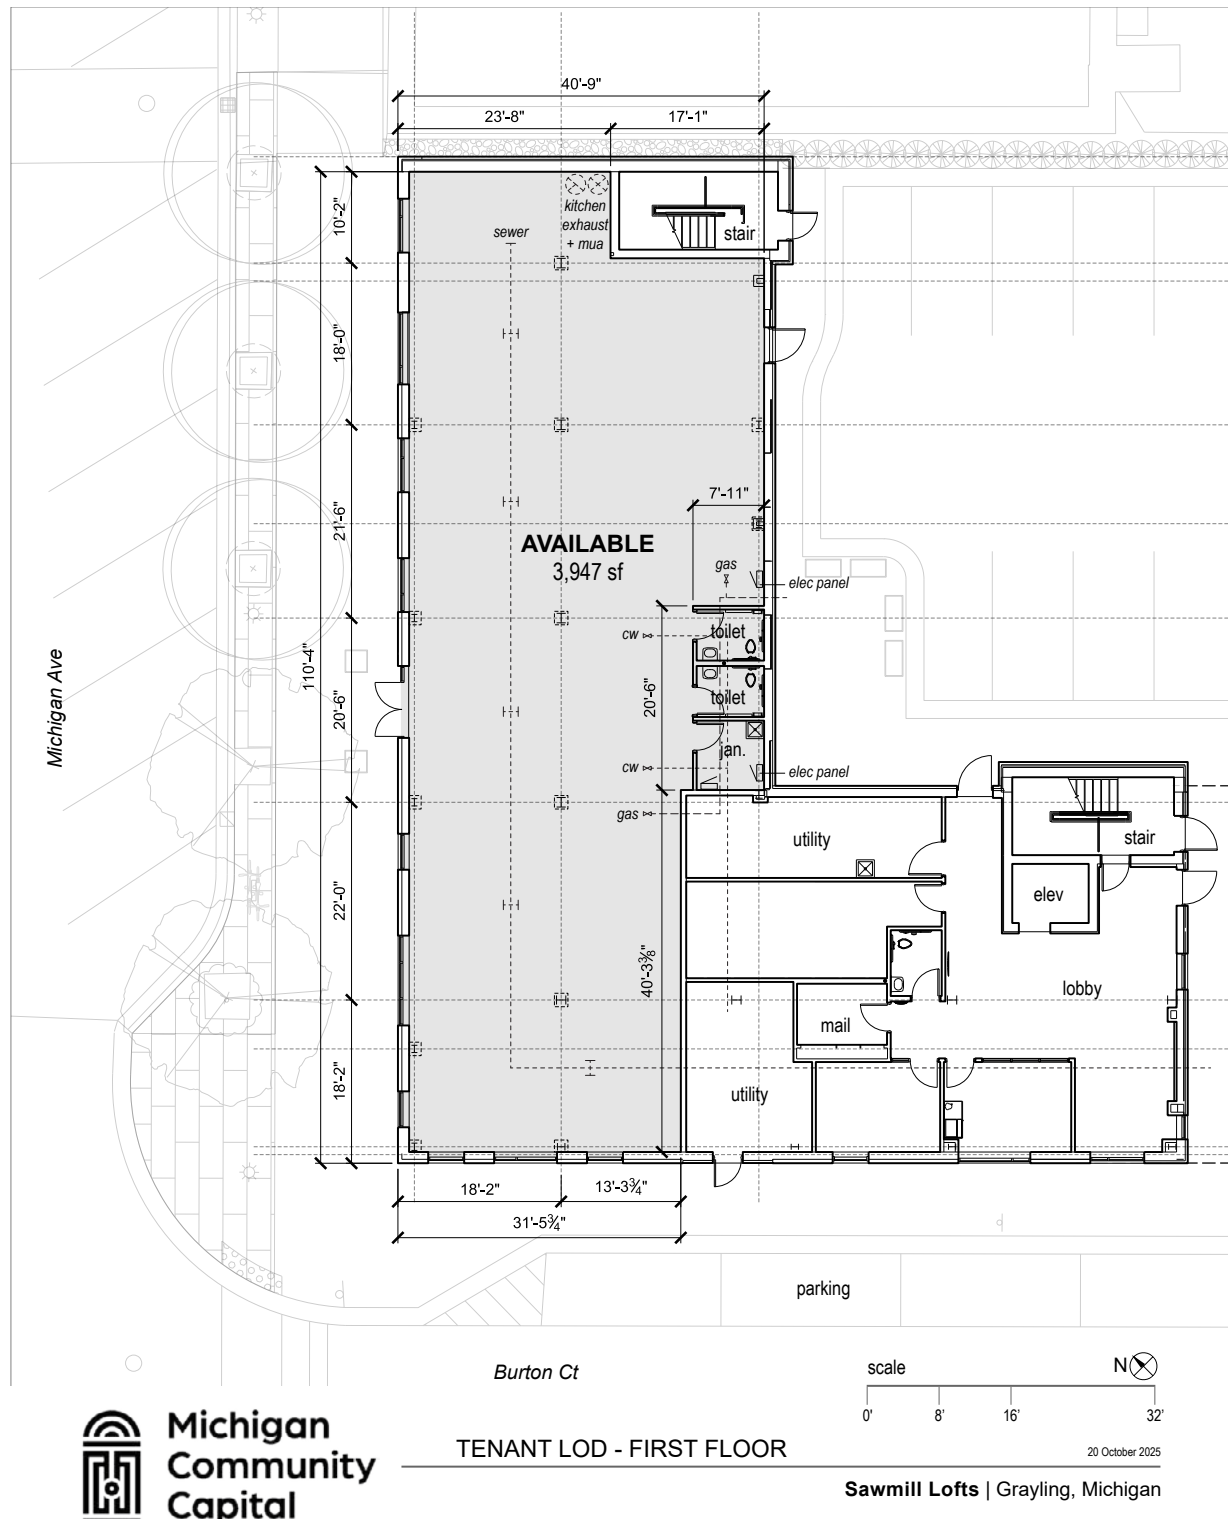 40'-9"
23'-8"
17'-1"
10'-2"
kitchen
exhaust
+ mua
sewer
stair
18'-0"
7'-11"
21'-6"
AVAILABLE
3,947 sf
gas
elec panel
cw
toilet
110'-4"
Michigan Ave
20'-6"
20'-6"
toilet
jan.
cw
elec panel
gas
utility
stair
elev
22'-0"
40'-3⅜"
lobby
mail
18'-2"
utility
18'-2"
13'-3¾"
31'-5¾"
parking
Burton Ct
scale
N
0' 8' 16' 32'
Michigan
Community
Capital
TENANT LOD - FIRST FLOOR
20 October 2025
Sawmill Lofts | Grayling, Michigan